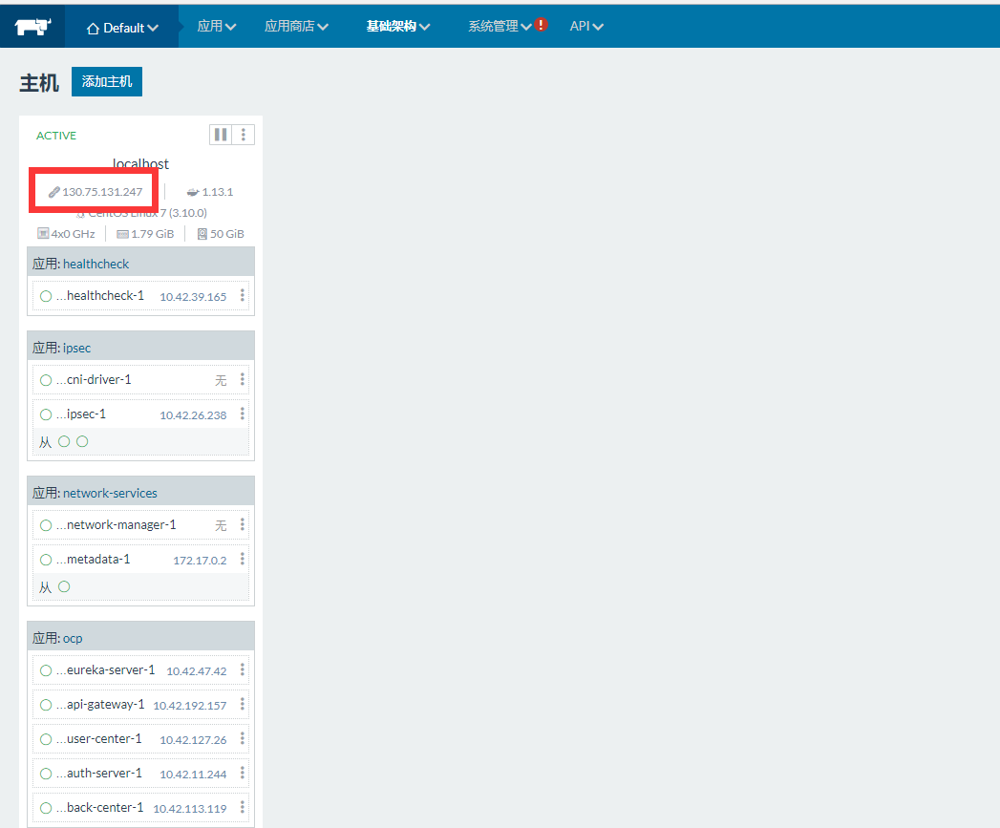 Default 应用 应用商店 基础架构 系统管理 API
主机 添加主机
ACTIVE
localhost
130.75.131.247 1.13.1
CentOS Linux 7 (3.10.0)
4x0 GHz 1.79 GiB 50 GiB
应用: healthcheck
...healthcheck-1 10.42.39.165
应用: ipsec
...cni-driver-1 无
...ipsec-1 10.42.26.238
从
应用: network-services
...network-manager-1 无
...metadata-1 172.17.0.2
从
应用: ocp
...eureka-server-1 10.42.47.42
...api-gateway-1 10.42.192.157
...user-center-1 10.42.127.26
...auth-server-1 10.42.11.244
...back-center-1 10.42.113.119